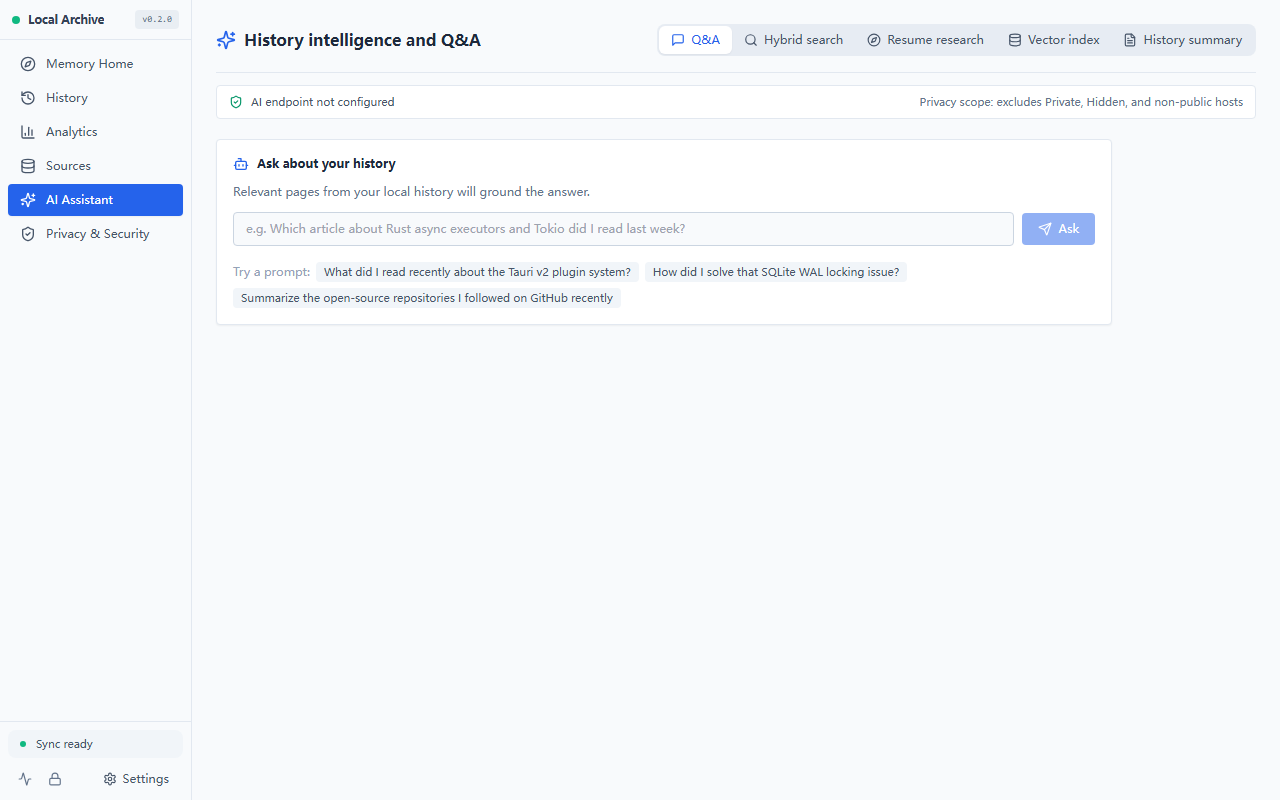 Local Archive v0.2.0
Memory Home
History
Analytics
Sources
AI Assistant
Privacy & Security
Sync ready
Settings
History intelligence and Q&A
Q&A Hybrid search Resume research Vector index History summary
AI endpoint not configured Privacy scope: excludes Private, Hidden, and non-public hosts
Ask about your history
Relevant pages from your local history will ground the answer.
e.g. Which article about Rust async executors and Tokio did I read last week? Ask
Try a prompt: What did I read recently about the Tauri v2 plugin system? How did I solve that SQLite WAL locking issue?
Summarize the open-source repositories I followed on GitHub recently